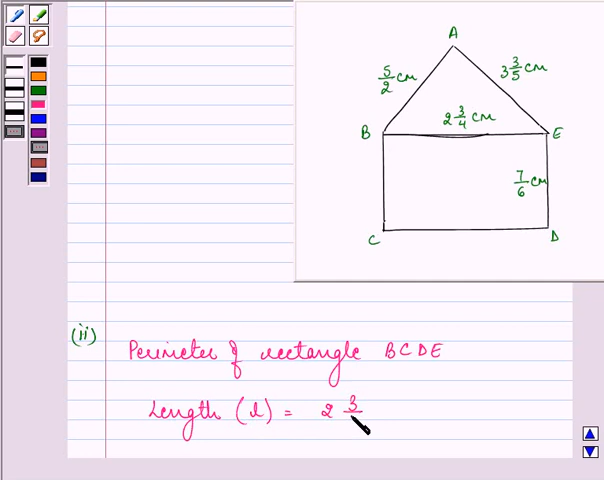 A
5/2 cm
3 3/5 cm
2 3/4 cm
B
E
7/6 cm
C
D
(ii)
Perimeter of rectangle BCDE
Length (l) = 2 3